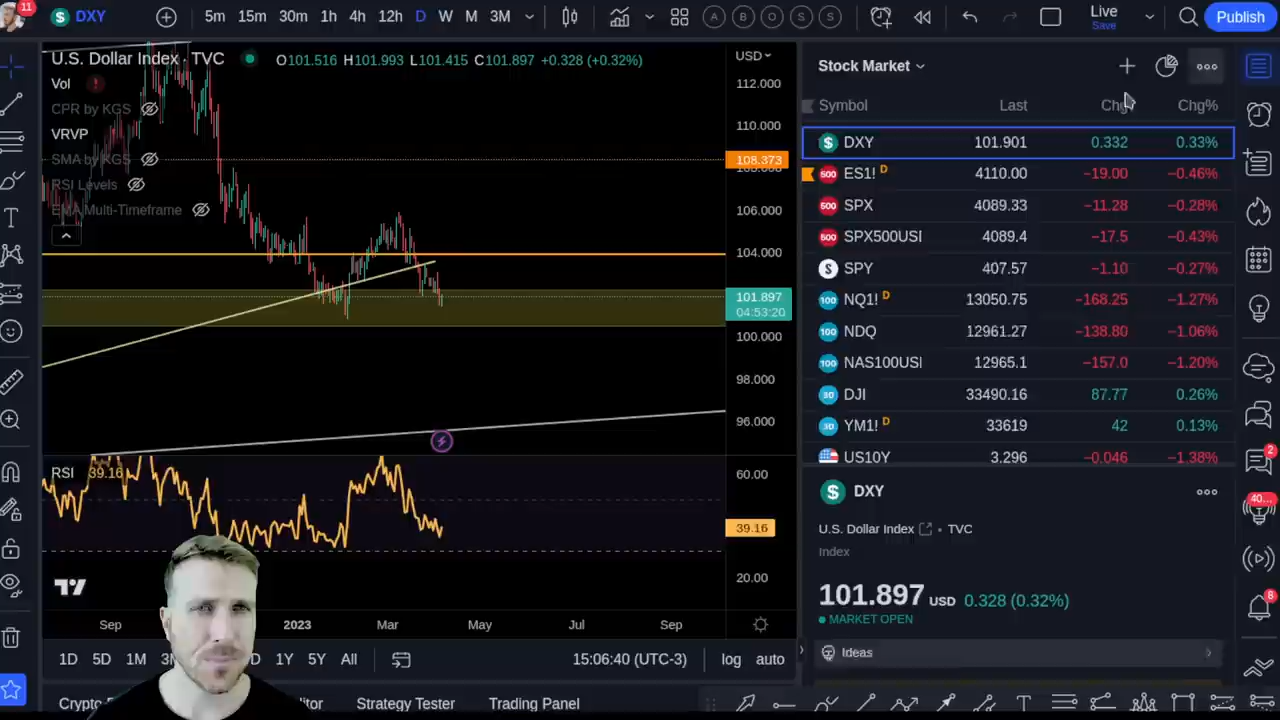 11
DXY
5m 15m 30m 1h 4h 12h D W M 3M
A B O S S
Live
Save
Publish
U.S. Dollar Index · TVC
O101.516 H101.993 L101.415 C101.897 +0.328 (+0.32%)
USD
Vol
CPR by KGS
VRVP
SMA by KGS
RSI Levels
EMA Multi-Timeframe
112.000
110.000
108.373
108.000
106.000
104.000
101.897
04:53:20
100.000
98.000
96.000
RSI 39.16
60.00
39.16
20.00
Sep 2023 Mar May Jul Sep
1D 5D 1M 1Y 5Y All
15:06:40 (UTC-3)
log auto
Strategy Tester
Trading Panel
Stock Market
Symbol Last Chg Chg%
DXY 101.901 0.332 0.33%
ES1! D 4110.00 −19.00 −0.46%
SPX 4089.33 −11.28 −0.28%
SPX500USI 4089.4 −17.5 −0.43%
SPY 407.57 −1.10 −0.27%
NQ1! D 13050.75 −168.25 −1.27%
NDQ 12961.27 −138.80 −1.06%
NAS100USI 12965.1 −157.0 −1.20%
DJI 33490.16 87.77 0.26%
YM1! D 33619 42 0.13%
US10Y 3.296 −0.046 −1.38%
DXY
U.S. Dollar Index • TVC
Index
101.897 USD 0.328 (0.32%)
MARKET OPEN
Ideas
2
40...
8